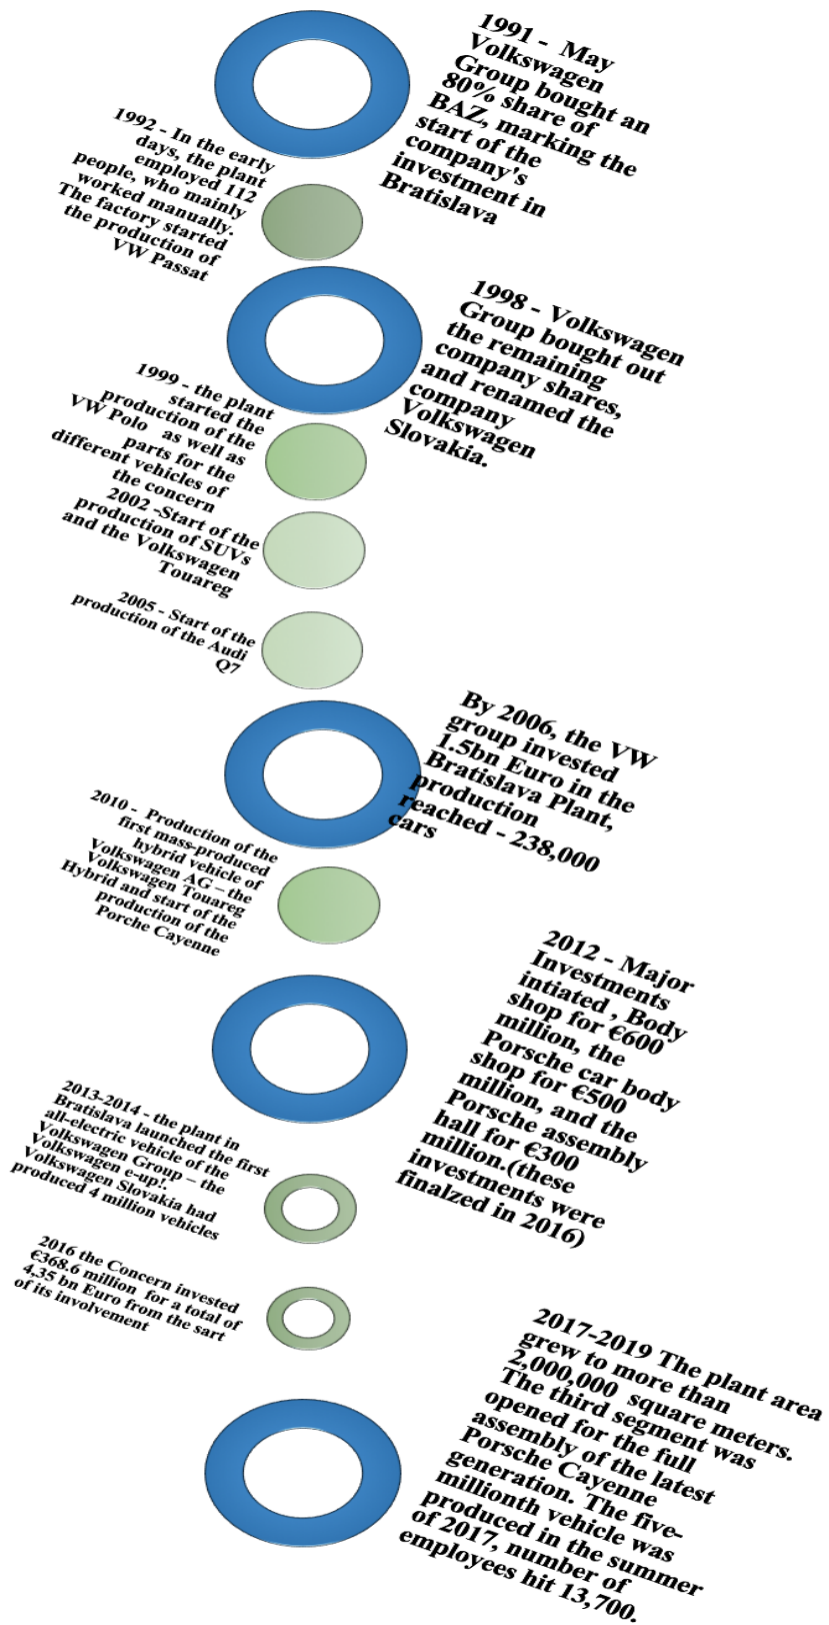 1991 -  May
Volkswagen
Group bought an
80% share of
BAZ, marking the
start of the
company's
investment in
Bratislava
1992 - In the early
days, the plant
employed 112
people, who mainly
worked manually.
The factory started
the production of
VW Passat
1998 - Volkswagen
Group bought out
the remaining
company shares,
and renamed the
company
Volkswagen
Slovakia.
1999 - the plant
started the
production of the
VW Polo  as well as
parts for the
different vehicles of
the concern
2002 -Start of the
production of SUVs
and the Volkswagen
Touareg
2005 - Start of the
production of the Audi
Q7
By 2006, the VW
group invested
1.5bn Euro in the
Bratislava Plant,
production
reached - 238,000
cars
2010 -  Production of the
first mass-produced
hybrid vehicle of
Volkswagen AG – the
Volkswagen Touareg
Hybrid and start of the
production of the
Porche Cayenne
2012 - Major
Investments
intiated , Body
shop for €600
million, the
Porsche car body
shop for €500
million, and the
Porsche assembly
hall for €300
million.(these
investments were
finalzed in 2016)
2013-2014 - the plant in
Bratislava launched the first
all-electric vehicle of the
Volkswagen Group – the
Volkswagen e-up!.
Volkswagen Slovakia had
produced 4 million vehicles
2016 the Concern invested
€368.6 million  for a total of
4,35 bn Euro from the sart
of its involvement
2017-2019 The plant area
grew to more than
2,000,000  square meters.
The third segment was
opened for the full
assembly of the latest
Porsche Cayenne
generation.  The five-
millionth vehicle was
produced in the summer
of 2017, number of
employees hit 13,700.